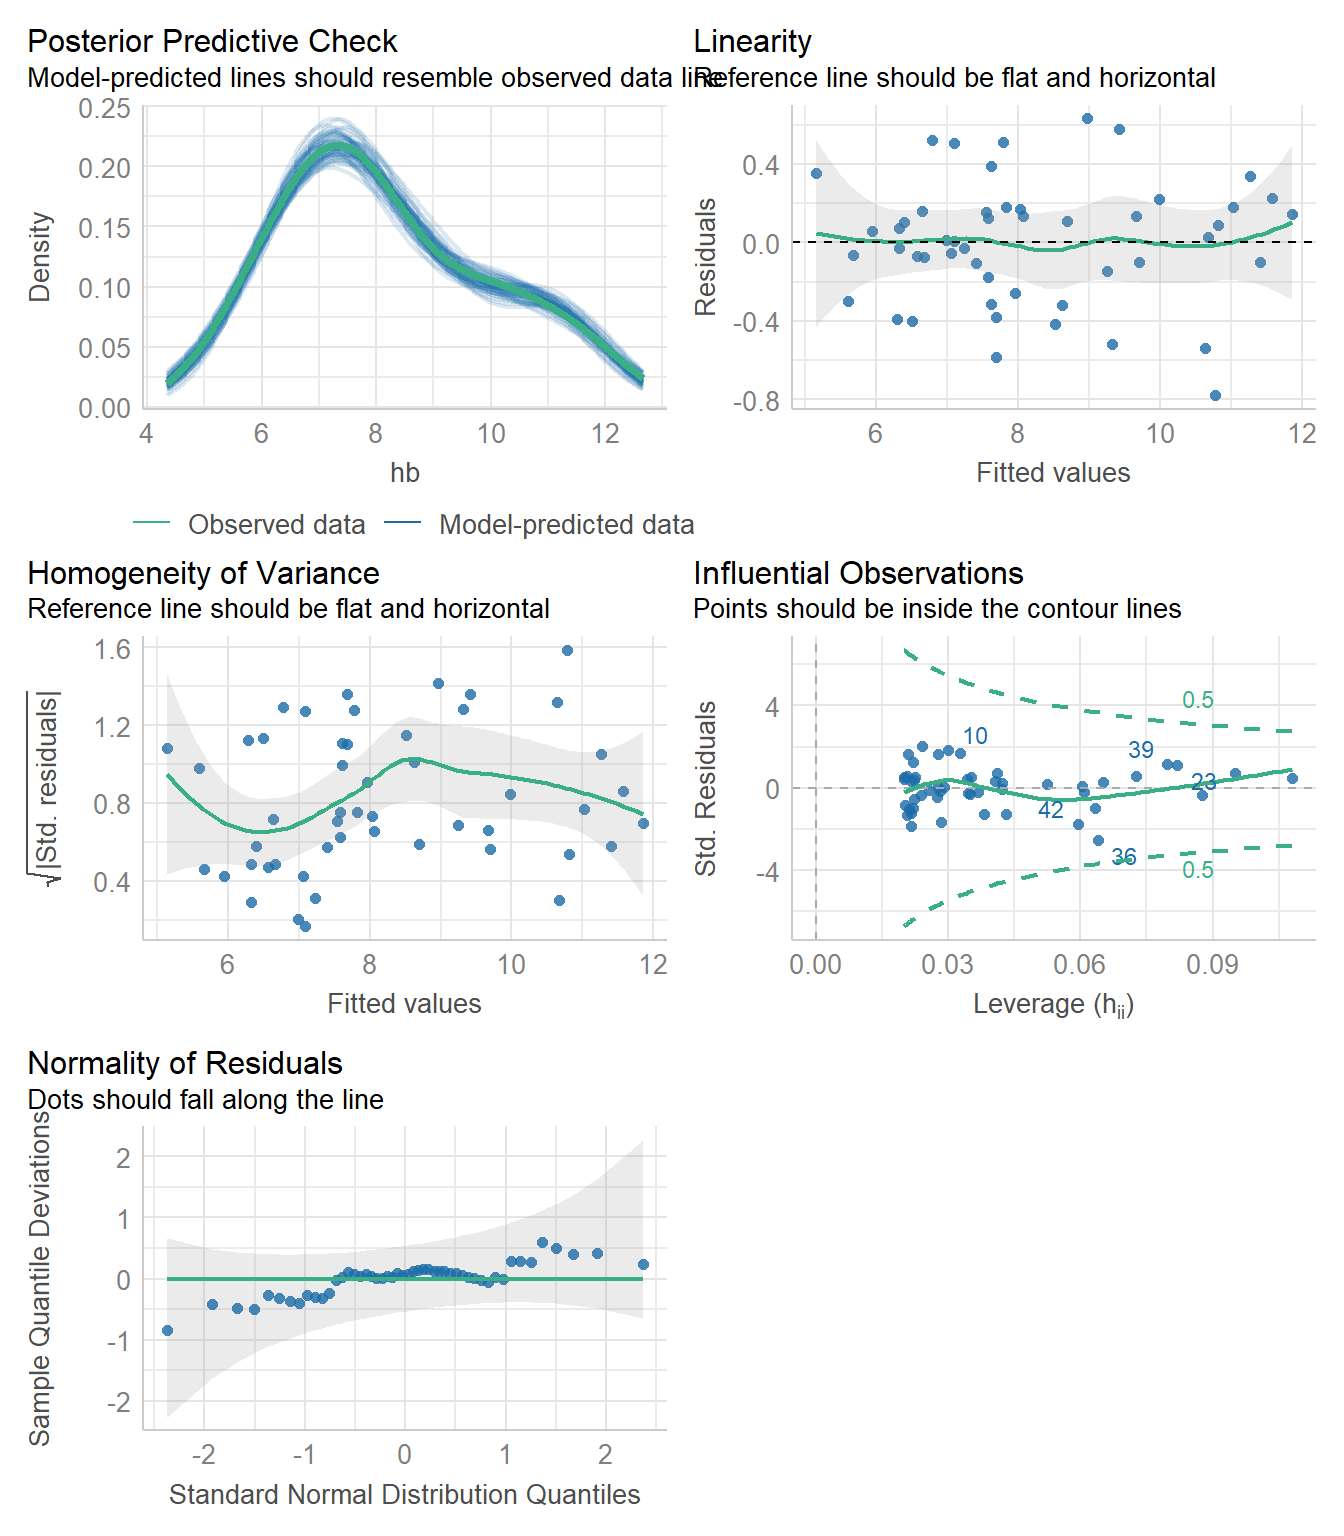 Posterior Predictive Check
Model-predicted lines should resemble observed data line
0.25
0.20
0.15
0.10
0.05
0.00
Density
4 6 8 10 12
hb
Observed data Model-predicted data
Linearity
Reference line should be flat and horizontal
0.4
0.0
-0.4
-0.8
Residuals
6 8 10 12
Fitted values
Homogeneity of Variance
Reference line should be flat and horizontal
1.6
1.2
0.8
0.4
√|Std. residuals|
6 8 10 12
Fitted values
Influential Observations
Points should be inside the contour lines
4
0
-4
Std. Residuals
0.5
10
39
23
42
36
0.5
0.00 0.03 0.06 0.09
Leverage (hii)
Normality of Residuals
Dots should fall along the line
2
1
0
-1
-2
Sample Quantile Deviations
-2 -1 0 1 2
Standard Normal Distribution Quantiles